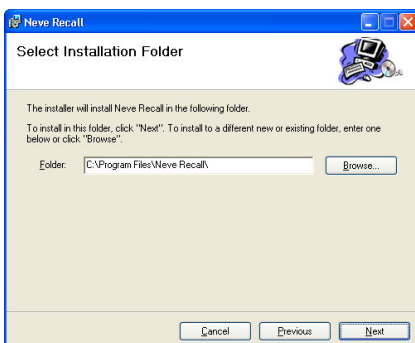 Neve Recall
Select Installation Folder
The installer will install Neve Recall in the following folder.
To install in this folder, click "Next". To install to a different new or existing folder, enter one
below or click "Browse".
Folder: C:\Program Files\Neve Recall\ Browse...
Cancel Previous Next